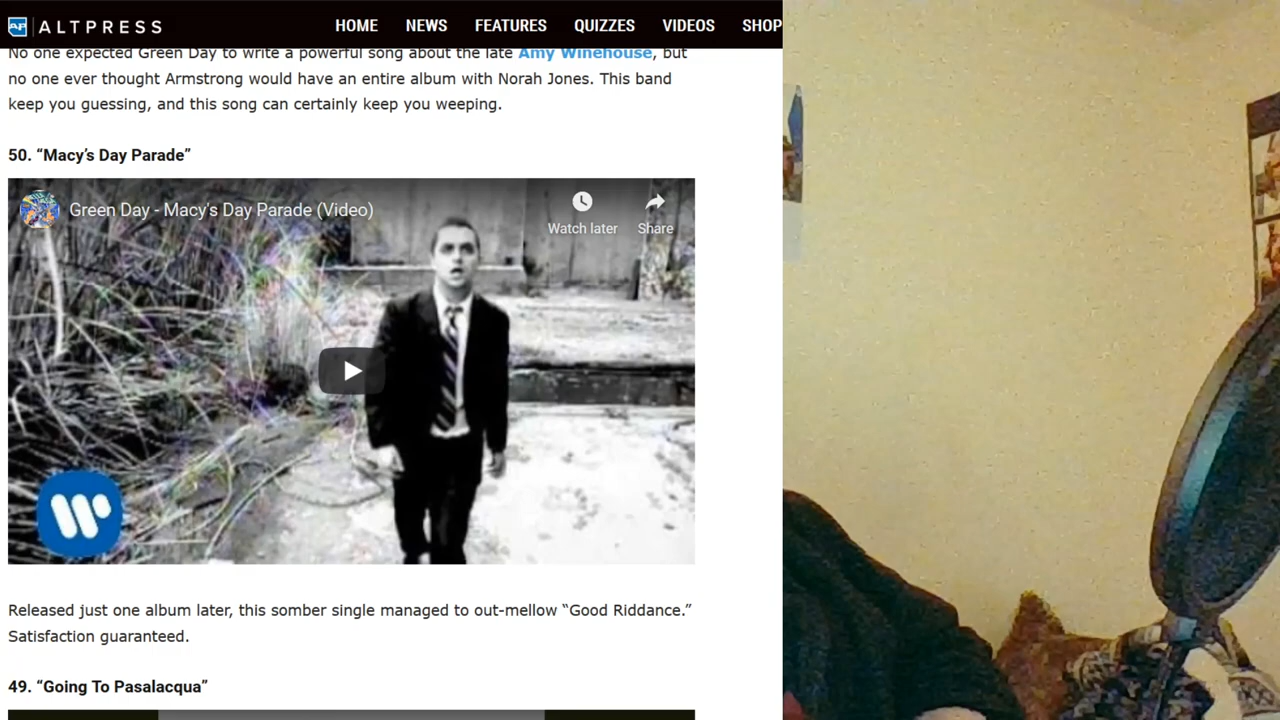 AP ALTPRESS HOME NEWS FEATURES QUIZZES VIDEOS SHOP
No one expected Green Day to write a powerful song about the late Amy Winehouse, but
no one ever thought Armstrong would have an entire album with Norah Jones. This band
keep you guessing, and this song can certainly keep you weeping.
50. “Macy’s Day Parade”
Green Day - Macy's Day Parade (Video)
Watch later Share
Released just one album later, this somber single managed to out-mellow “Good Riddance.”
Satisfaction guaranteed.
49. “Going To Pasalacqua”